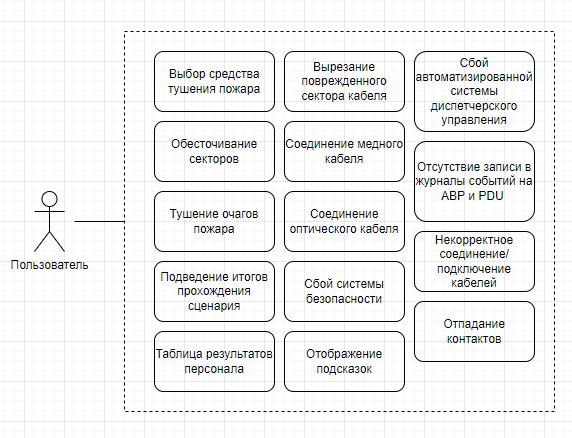 Пользователь
Выбор средства
тушения пожара
Обесточивание
секторов
Тушение очагов
пожара
Подведение итогов
прохождения
сценария
Таблица результатов
персонала
Вырезание
поврежденного
сектора кабеля
Соединение медного
кабеля
Соединение
оптического кабеля
Сбой системы
безопасности
Отображение
подсказок
Сбой
автоматизированной
системы
диспетчерского
управления
Отсутствие записи в
журналы событий на
АВР и PDU
Некорректное
соединение/
подключение
кабелей
Отпадание
контактов